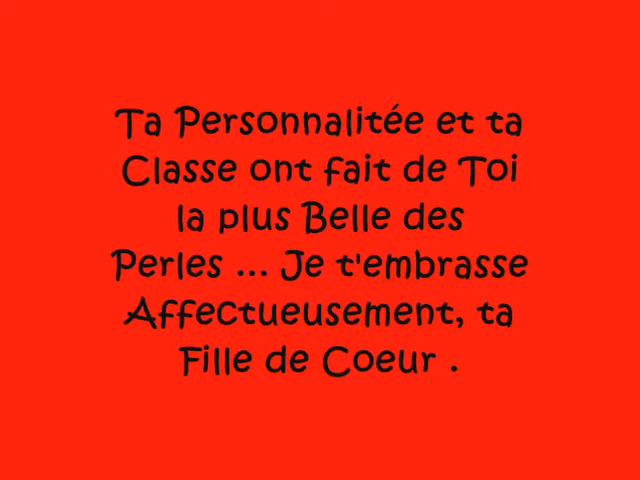 Ta Personnalitée et ta
Classe ont fait de Toi
la plus Belle des
Perles ... Je t'embrasse
Affectueusement, ta
Fille de Coeur .